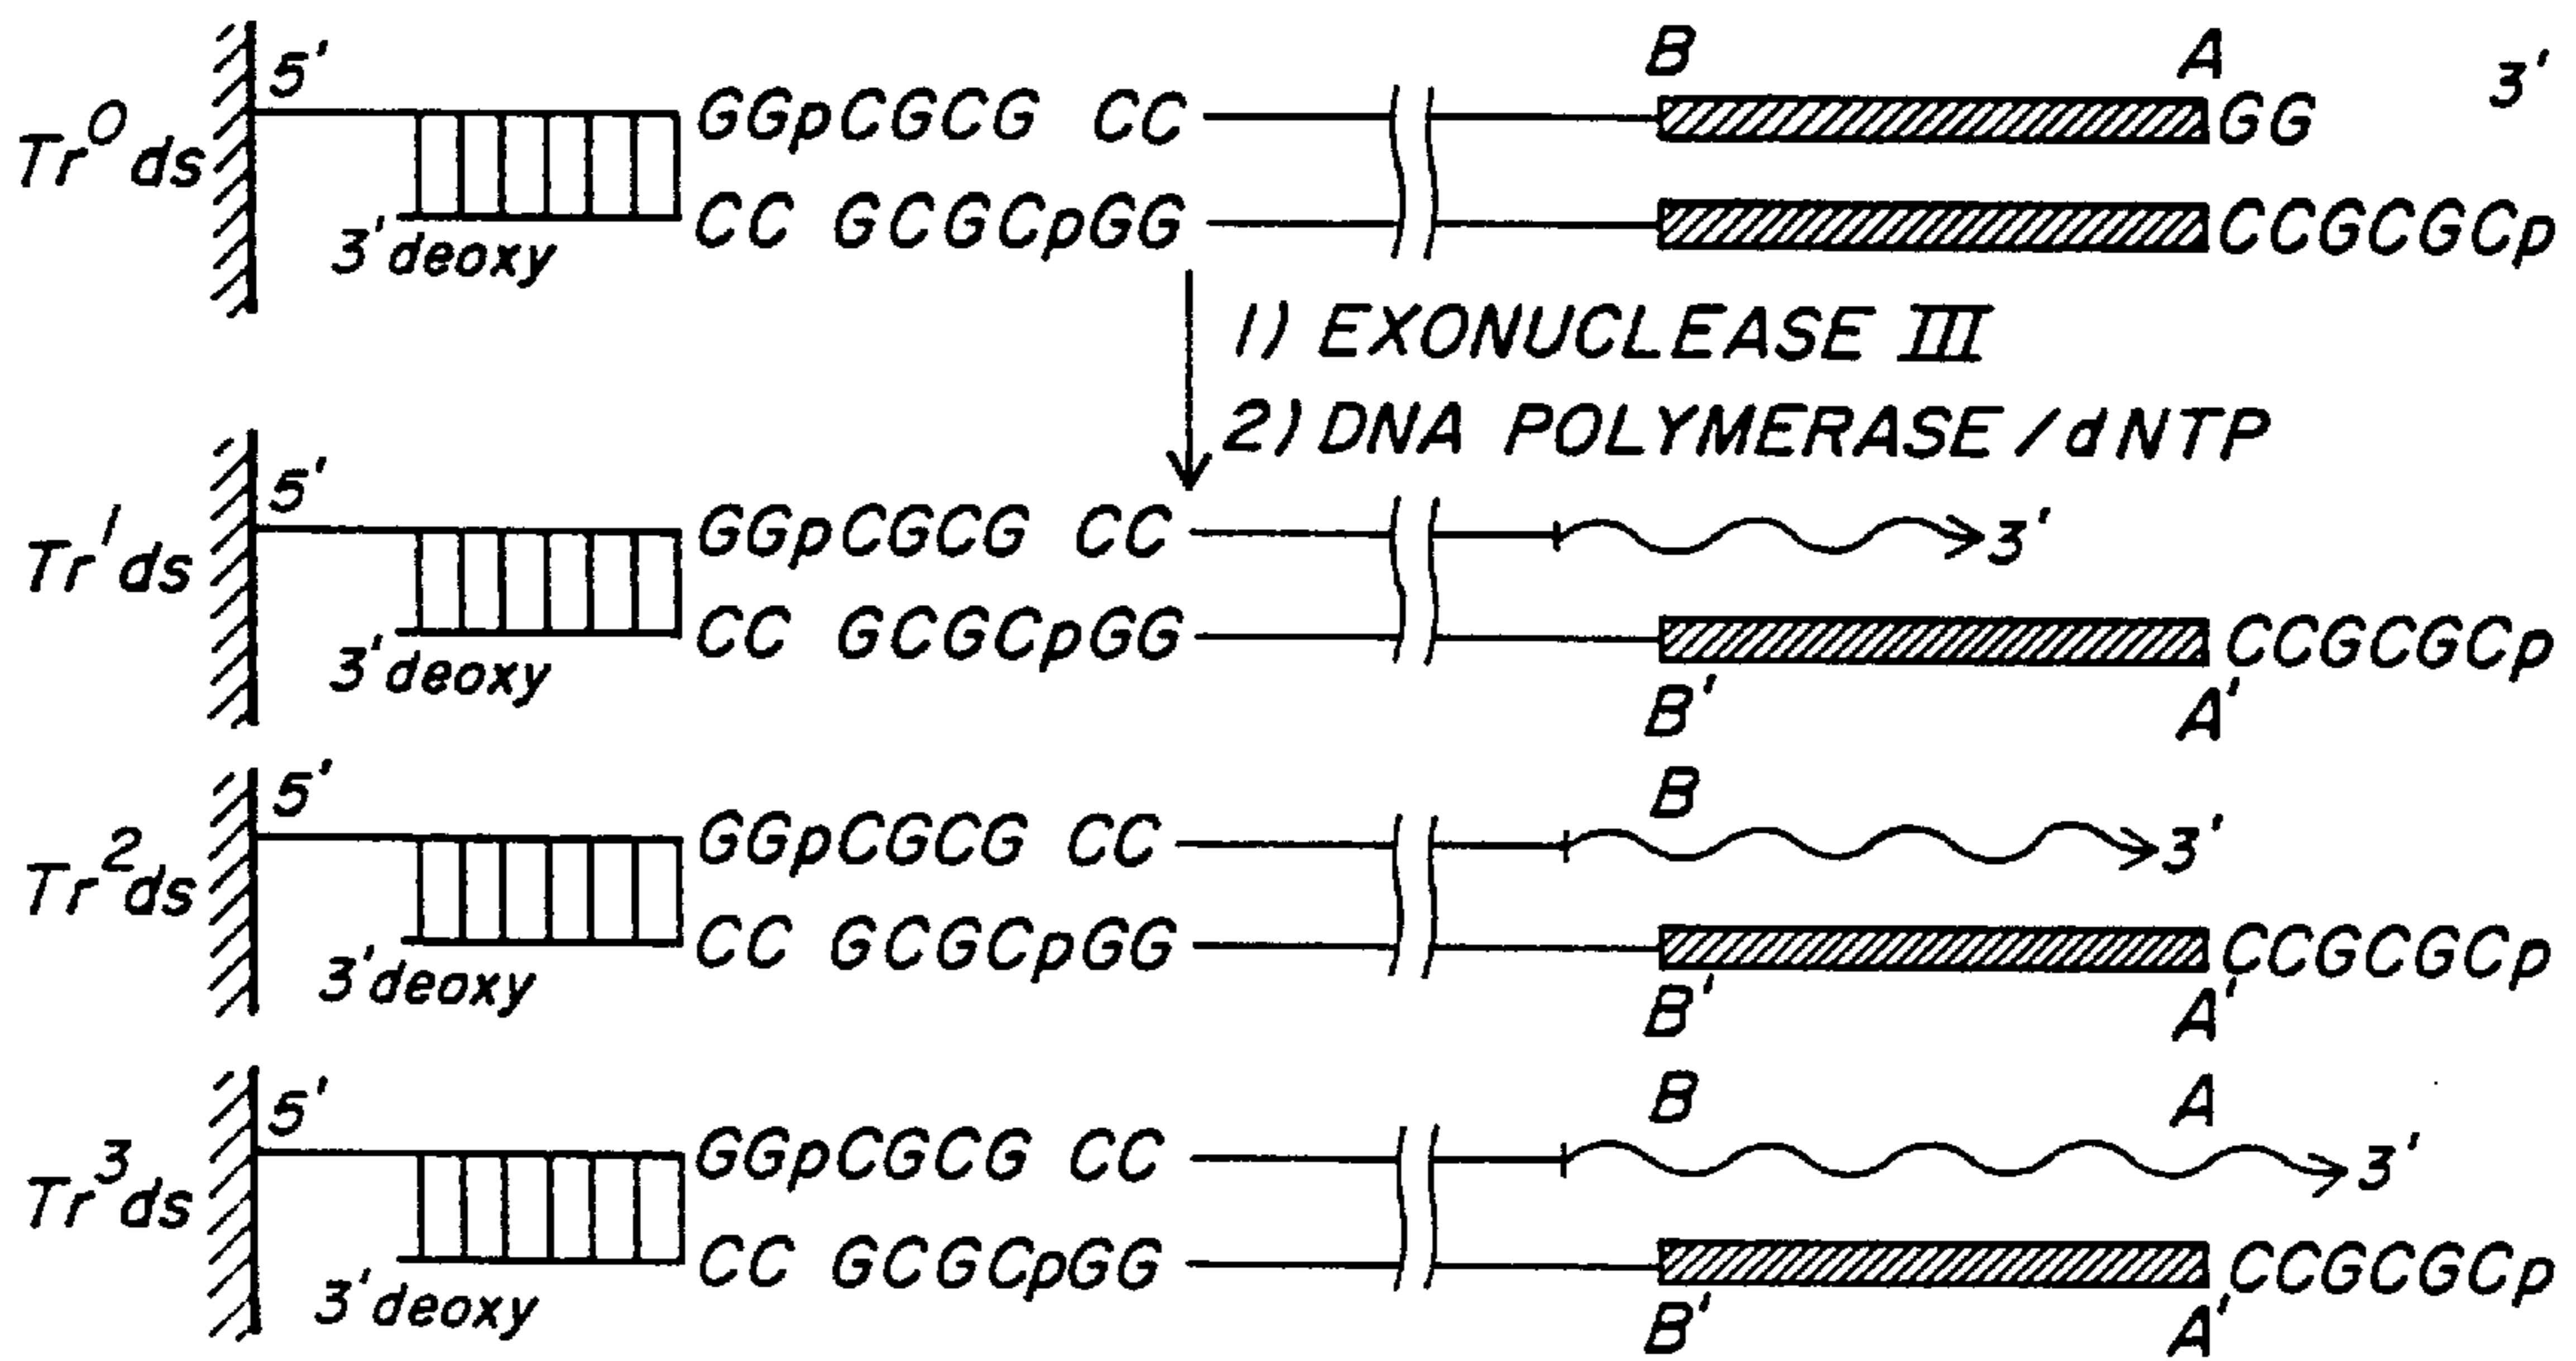 B A
5' 3'
Tr⁰ds GGpCGCG CC GG
CC GCGCpGG CCGCGCp
3'deoxy
1) EXONUCLEASE III
2) DNA POLYMERASE/dNTP
5'
Tr¹ds GGpCGCG CC 3'
CC GCGCpGG CCGCGCp
3'deoxy B' A'
5' B
Tr²ds GGpCGCG CC 3'
CC GCGCpGG CCGCGCp
3'deoxy B' A'
5' B A
Tr³ds GGpCGCG CC 3'
CC GCGCpGG CCGCGCp
3'deoxy B' A'